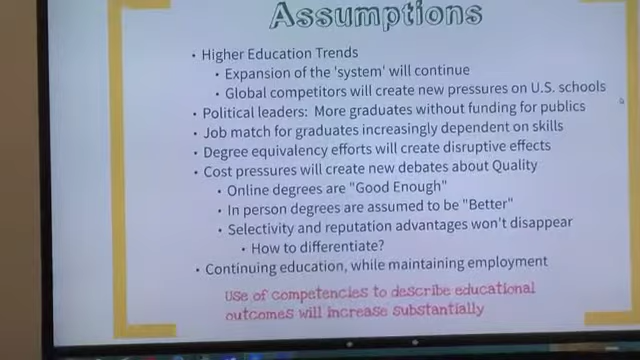 Assumptions
• Higher Education Trends
• Expansion of the 'system' will continue
• Global competitors will create new pressures on U.S. schools
• Political leaders: More graduates without funding for publics
• Job match for graduates increasingly dependent on skills
• Degree equivalency efforts will create disruptive effects
• Cost pressures will create new debates about Quality
• Online degrees are "Good Enough"
• In person degrees are assumed to be "Better"
• Selectivity and reputation advantages won't disappear
• How to differentiate?
• Continuing education, while maintaining employment
Use of competencies to describe educational
outcomes will increase substantially